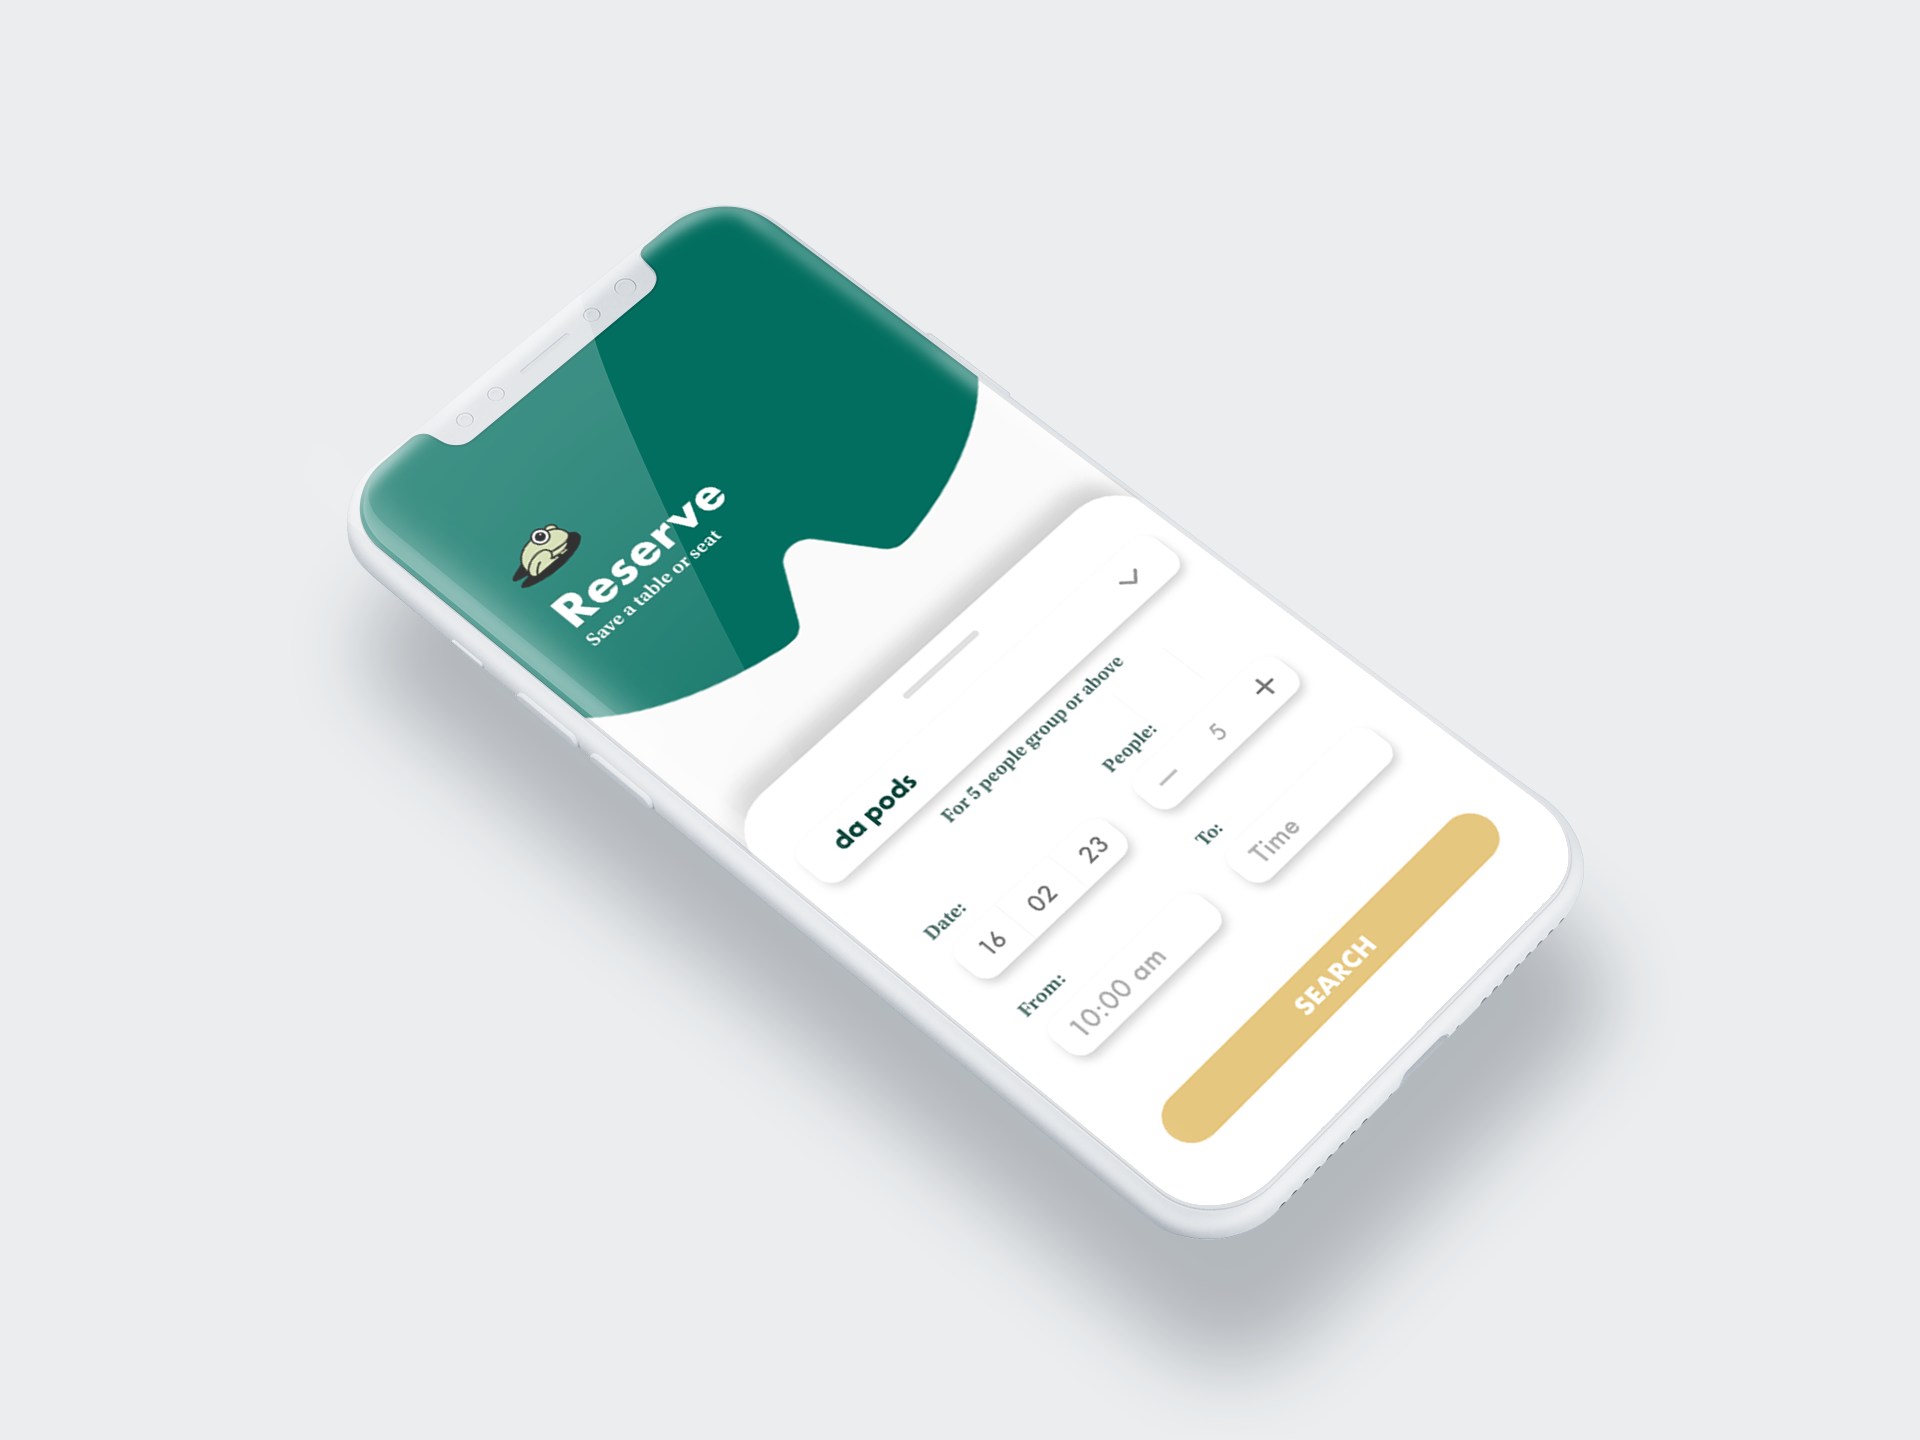 Reserve
Save a table or seat
da pods
For 5 people group or above
Date:
16 02 23
People:
5
From:
10:00 am
To:
Time
SEARCH